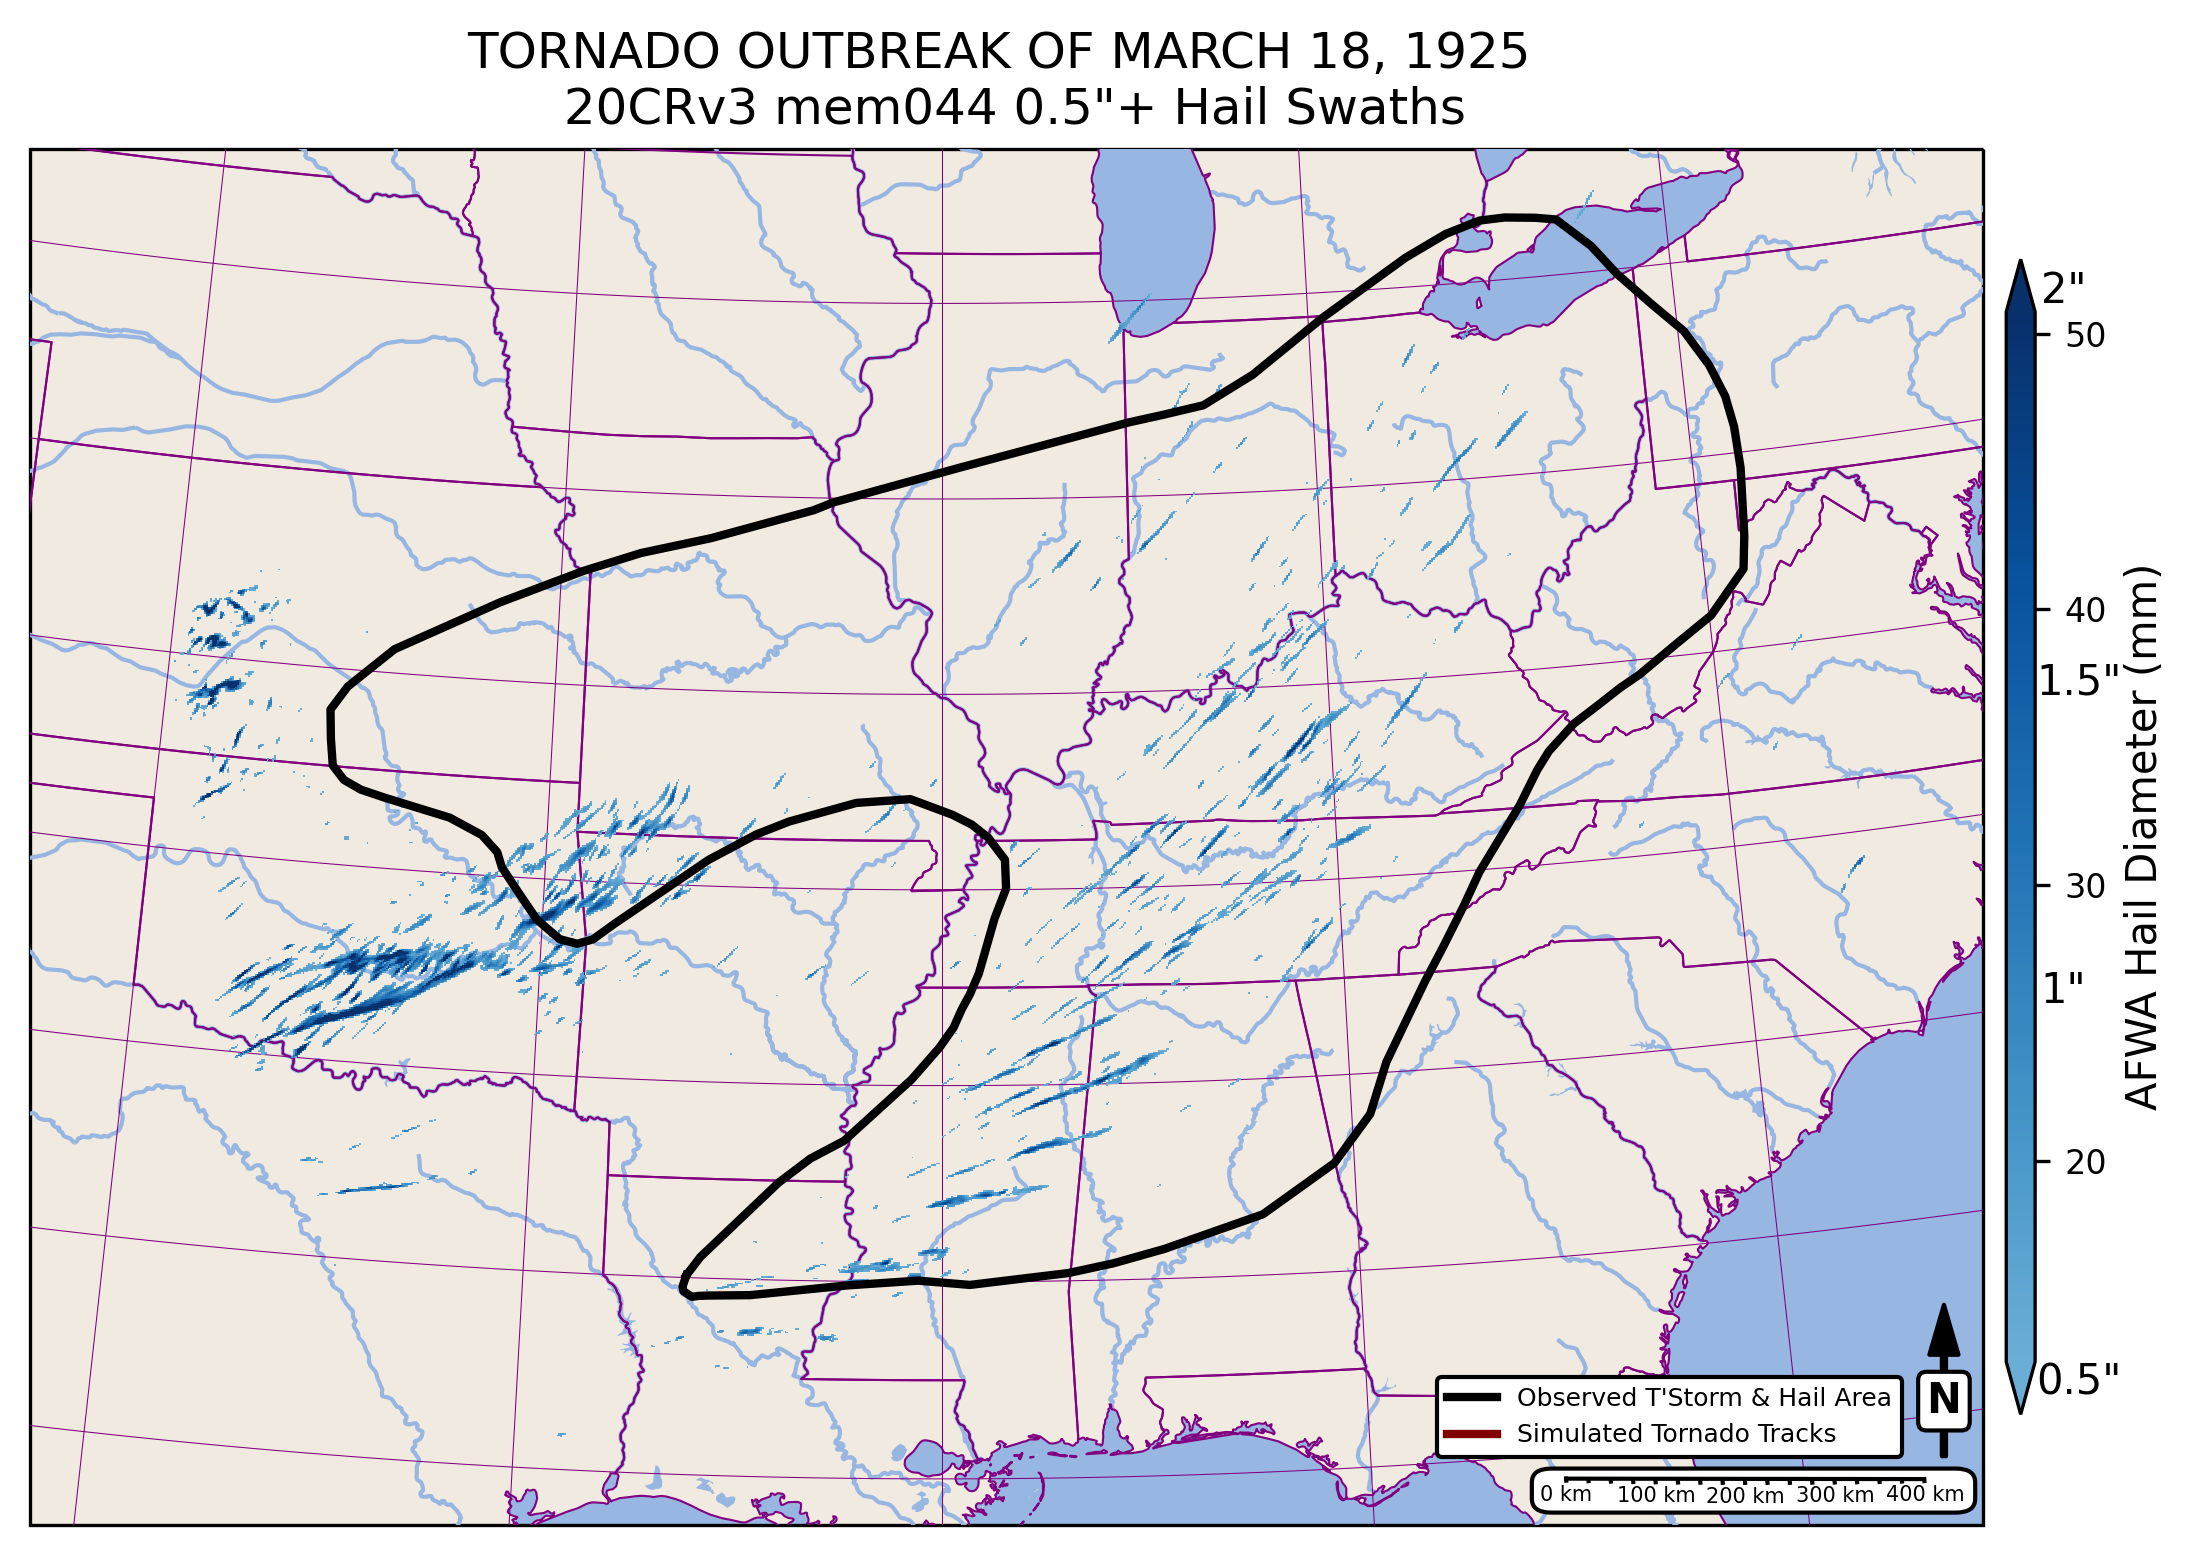 TORNADO OUTBREAK OF MARCH 18, 1925
20CRv3 mem044 0.5"+ Hail Swaths
2"
50
40
1.5"
30
1"
20
0.5"
AFWA Hail Diameter (mm)
Observed T'Storm & Hail Area
Simulated Tornado Tracks
N
0 km 100 km 200 km 300 km 400 km